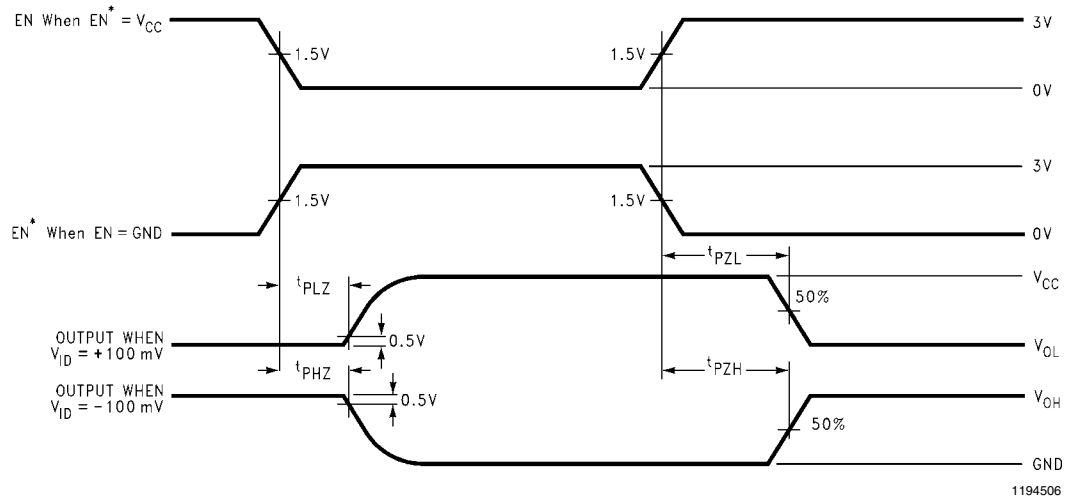 EN When EN* = VCC
3V
1.5V
1.5V
0V
3V
1.5V
1.5V
EN* When EN = GND
0V
tPZL
VCC
tPLZ
50%
OUTPUT WHEN
VID = +100 mV
0.5V
VOL
tPHZ
tPZH
OUTPUT WHEN
VID = −100 mV
0.5V
VOH
50%
GND
1194506